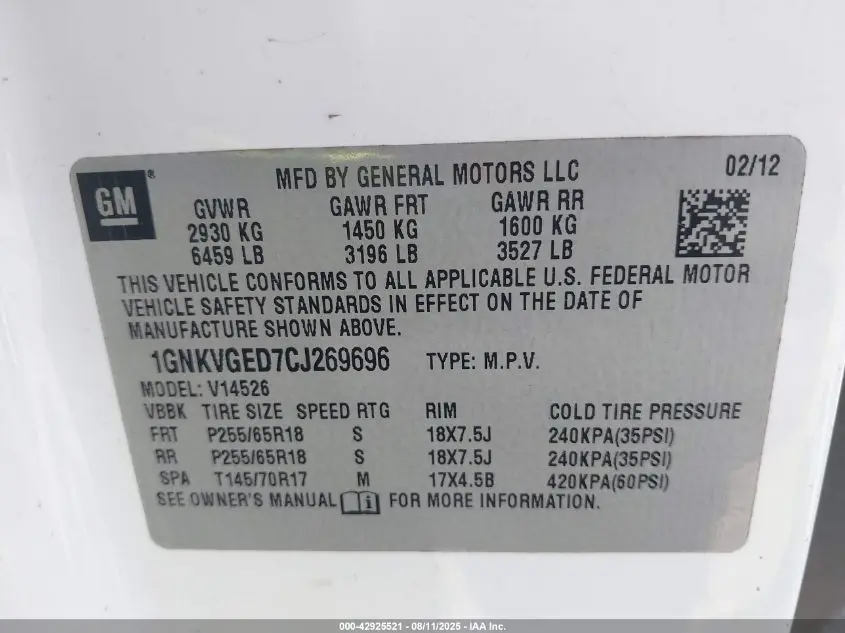 GM®
MFD BY GENERAL MOTORS LLC 02/12
GVWR GAWR FRT GAWR RR
2930 KG 1450 KG 1600 KG
6459 LB 3196 LB 3527 LB
THIS VEHICLE CONFORMS TO ALL APPLICABLE U.S. FEDERAL MOTOR
VEHICLE SAFETY STANDARDS IN EFFECT ON THE DATE OF
MANUFACTURE SHOWN ABOVE.
1GNKVGED7CJ269696 TYPE: M.P.V.
MODEL: V14526
VBBK TIRE SIZE SPEED RTG RIM COLD TIRE PRESSURE
FRT P255/65R18 S 18X7.5J 240KPA(35PSI)
RR P255/65R18 S 18X7.5J 240KPA(35PSI)
SPA T145/70R17 M 17X4.5B 420KPA(60PSI)
SEE OWNER'S MANUAL i FOR MORE INFORMATION.
000-42925521 - 08/11/2025 - IAA Inc.